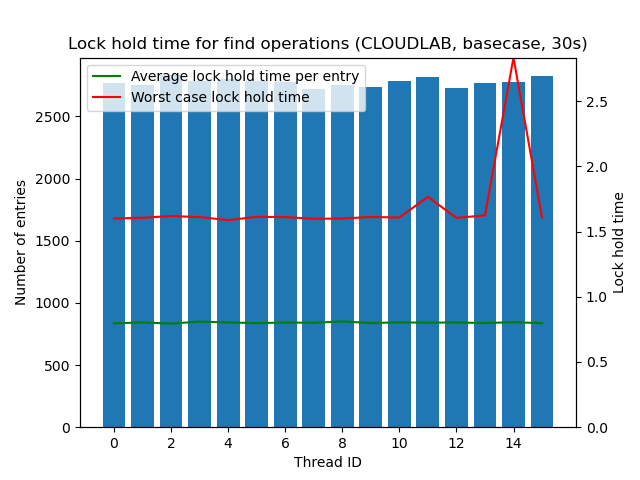 Lock hold time for find operations (CLOUDLAB, basecase, 30s)
Average lock hold time per entry
Worst case lock hold time
Number of entries
2500
2000
1500
1000
500
0
2.5
2.0
1.5
1.0
0.5
0.0
Lock hold time
0 2 4 6 8 10 12 14
Thread ID